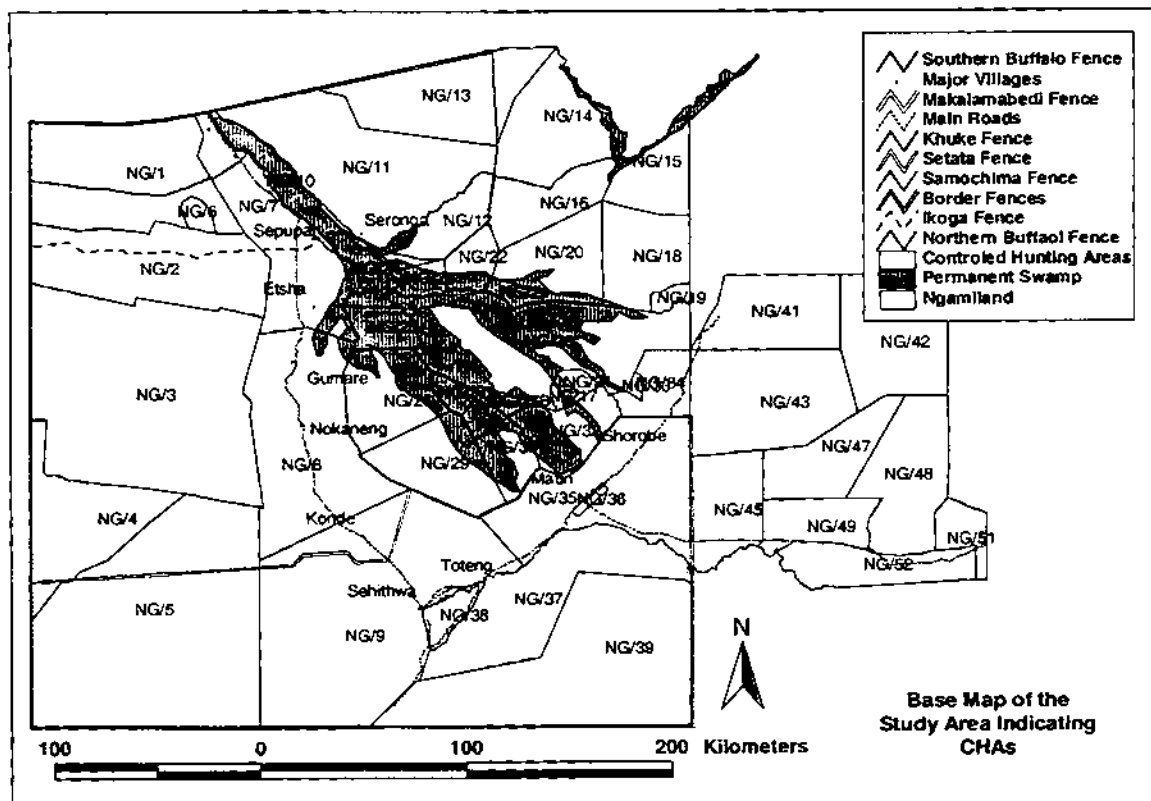 Southern Buffalo Fence
Major Villages
Makalamabedi Fence
Main Roads
Khuke Fence
Setata Fence
Samochima Fence
Border Fences
Ikoga Fence
Northern Buffaol Fence
Controled Hunting Areas
Permanent Swamp
Ngamiland
NG/13
NG/14
NG/11
NG/1
NG/15
NG/6
NG/7
NG/16
Seronga
NG/12
Sepupa
NG/22
NG/20
NG/18
NG/2
Etsha
NG/19
NG/41
NG/42
Gumare
NG/3
NG/43
Nokaneng
Shorobe
NG/8
NG/29
NG/47
NG/48
Maun
NG/35
NG/36
NG/4
Konde
NG/45
NG/49
NG/51
NG/52
Toteng
Sehithwa
NG/5
NG/38
NG/37
NG/9
NG/39
N
Base Map of the
Study Area Indicating
CHAs
100 0 100 200 Kilometers